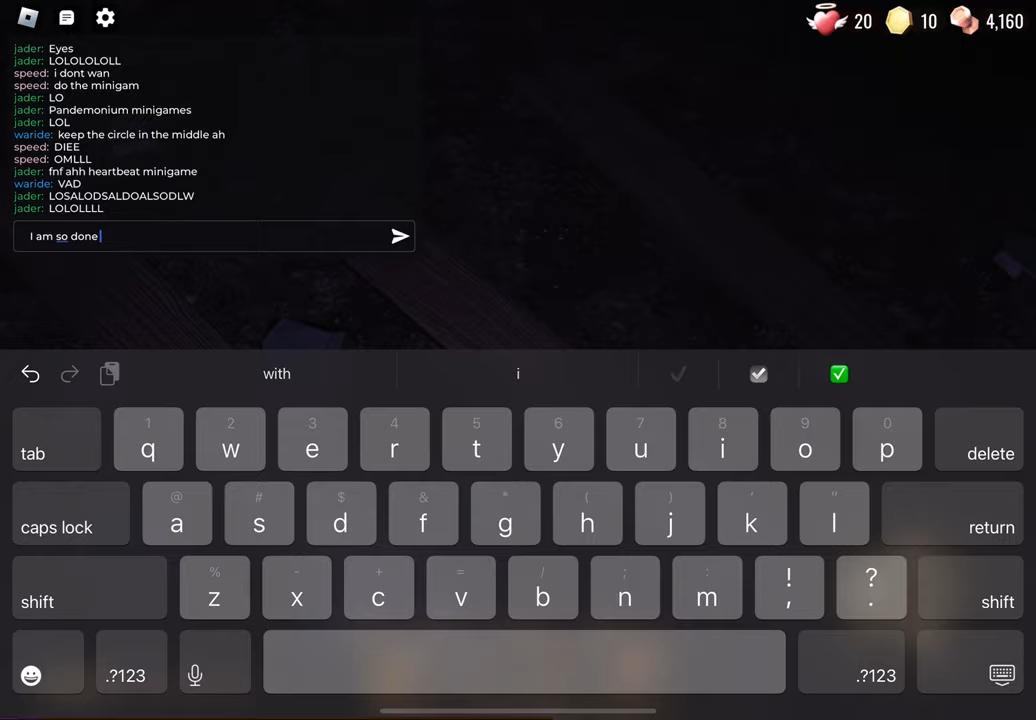 20 10 4,160
jader: Eyes
jader: LOLOLOLOLL
speed: i dont wan
speed: do the minigam
jader: LO
jader: Pandemonium minigames
jader: LOL
waride: keep the circle in the middle ah
speed: DIEE
speed: OMLLL
jader: fnf ahh heartbeat minigame
waride: VAD
jader: LOSALODSALDOALSODLW
jader: LOLOLLLL
I am so done
with i
1 2 3 4 5 6 7 8 9 0
tab q w e r t y u i o p delete
@ # $ & * ( ) ' "
caps lock a s d f g h j k l return
% - + = / ; : ! ?
shift z x c v b n m , . shift
.?123 .?123